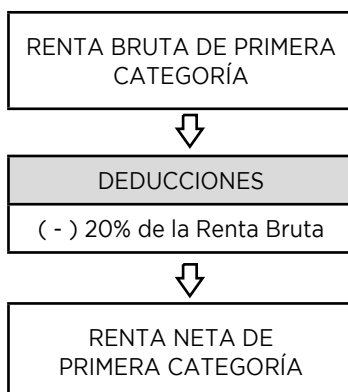 RENTA BRUTA DE PRIMERA
CATEGORÍA
DEDUCCIONES
( - ) 20% de la Renta Bruta
RENTA NETA DE
PRIMERA CATEGORÍA